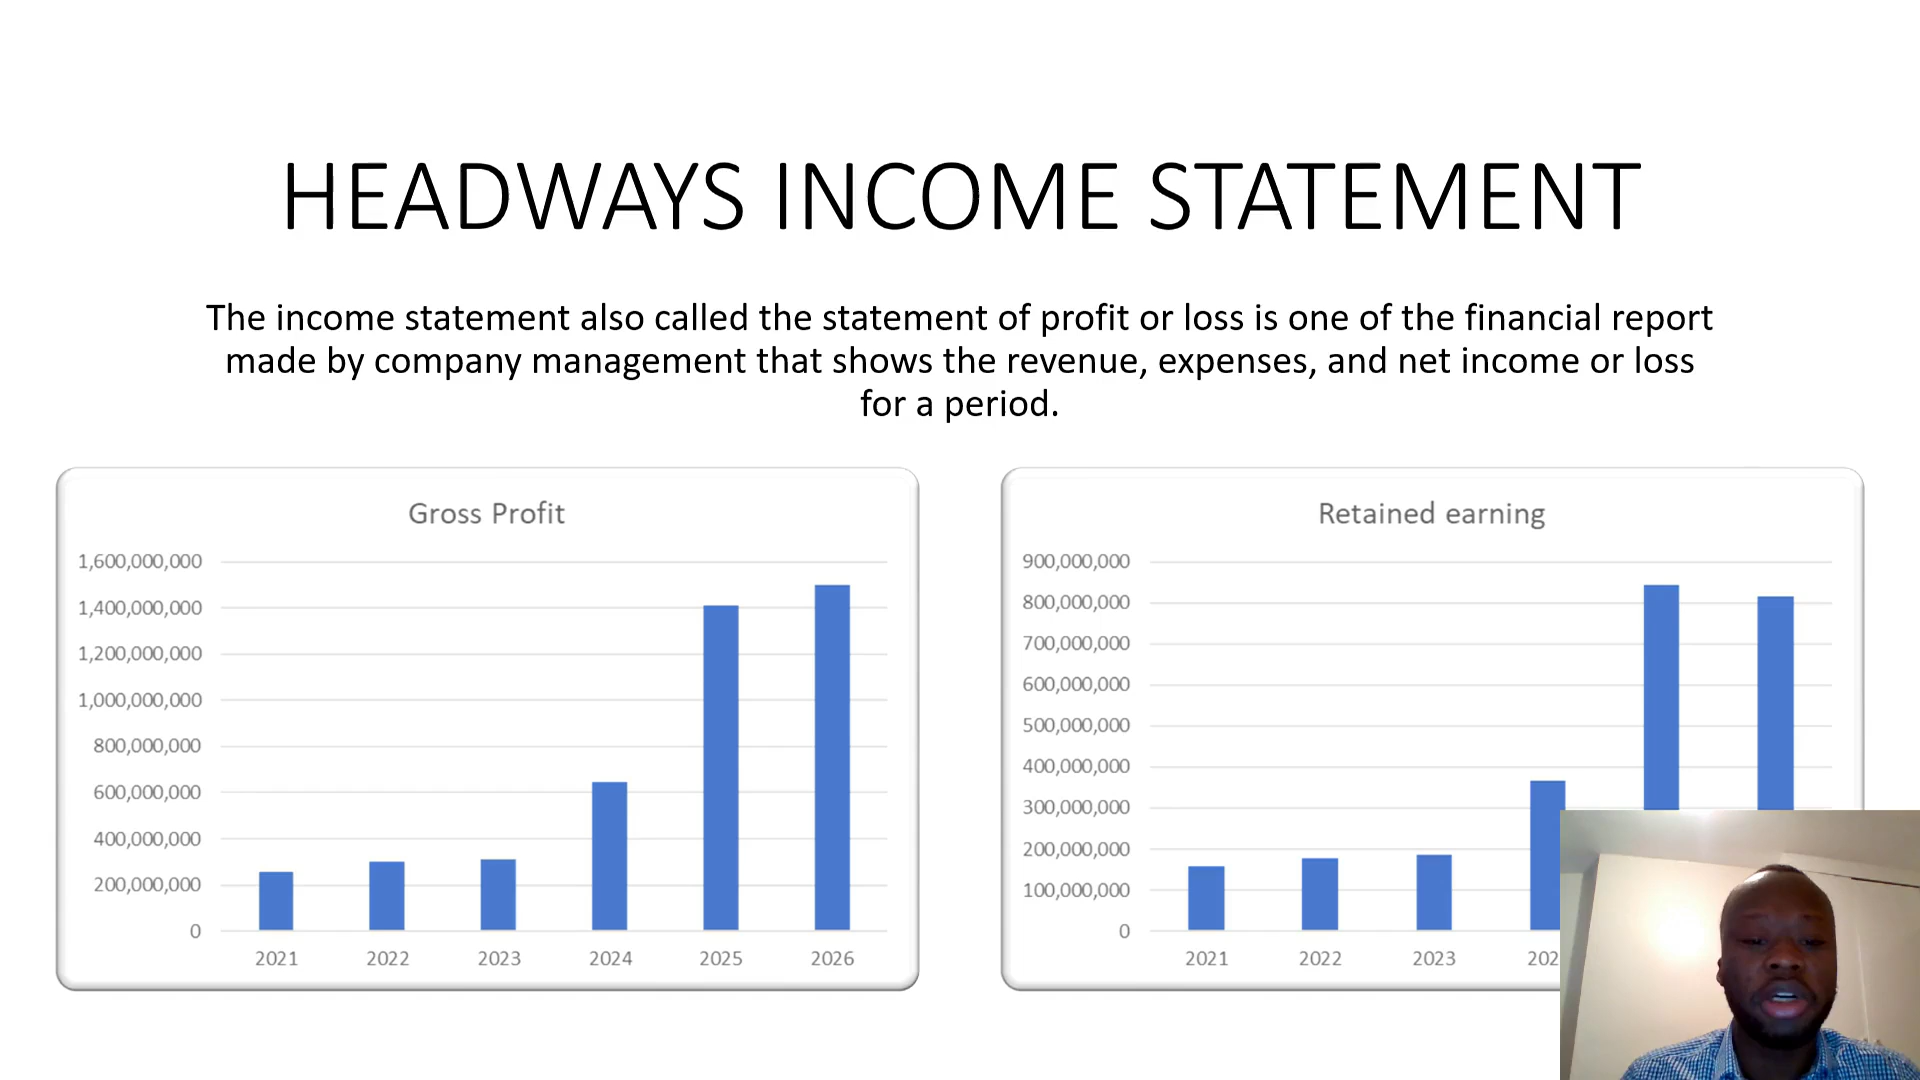 HEADWAYS INCOME STATEMENT
The income statement also called the statement of profit or loss is one of the financial report
made by company management that shows the revenue, expenses, and net income or loss
for a period.
Gross Profit
1,600,000,000
1,400,000,000
1,200,000,000
1,000,000,000
800,000,000
600,000,000
400,000,000
200,000,000
0
2021 2022 2023 2024 2025 2026
Retained earning
900,000,000
800,000,000
700,000,000
600,000,000
500,000,000
400,000,000
300,000,000
200,000,000
100,000,000
0
2021 2022 2023